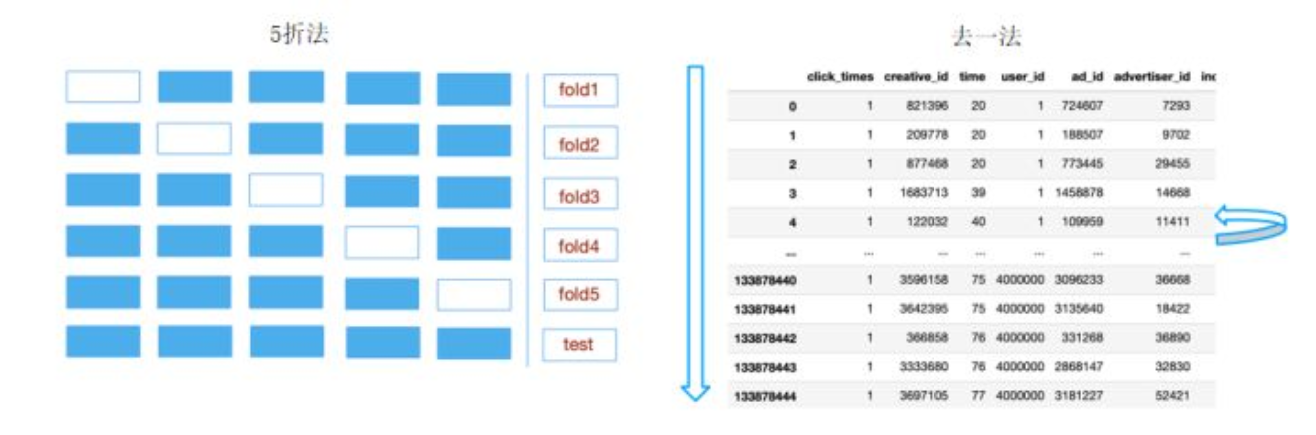 5折法
fold1
fold2
fold3
fold4
fold5
test
去一法
click_times creative_id time user_id ad_id advertiser_id inc
0 1 821396 20 1 724607 7293
1 1 209778 20 1 188507 9702
2 1 877468 20 1 773445 29455
3 1 1683713 39 1 1458878 14668
4 1 122032 40 1 109959 11411
... ... ... ... ... ... ...
133878440 1 3596158 75 4000000 3096233 36668
133878441 1 3642395 75 4000000 3135640 18422
133878442 1 366858 76 4000000 331268 36890
133878443 1 3333680 76 4000000 2868147 32830
133878444 1 3697105 77 4000000 3181227 52421